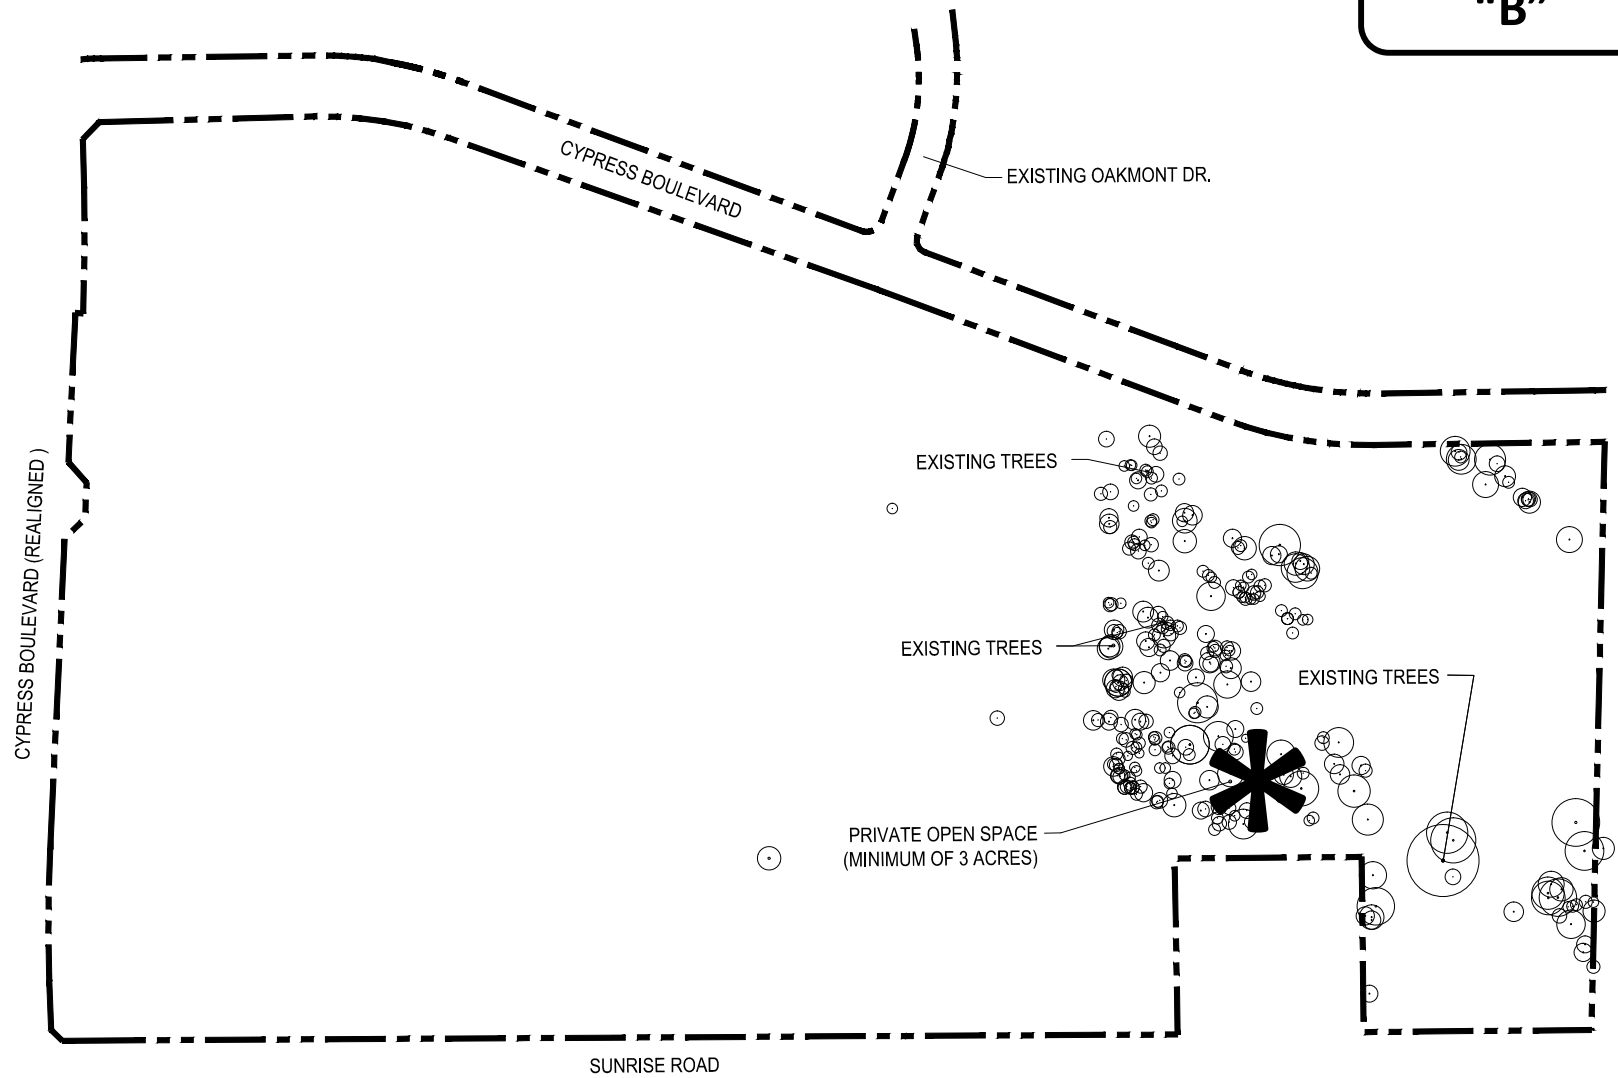 “B”
CYPRESS BOULEVARD
EXISTING OAKMONT DR.
EXISTING TREES
CYPRESS BOULEVARD (REALIGNED )
EXISTING TREES
EXISTING TREES
PRIVATE OPEN SPACE
(MINIMUM OF 3 ACRES)
SUNRISE ROAD